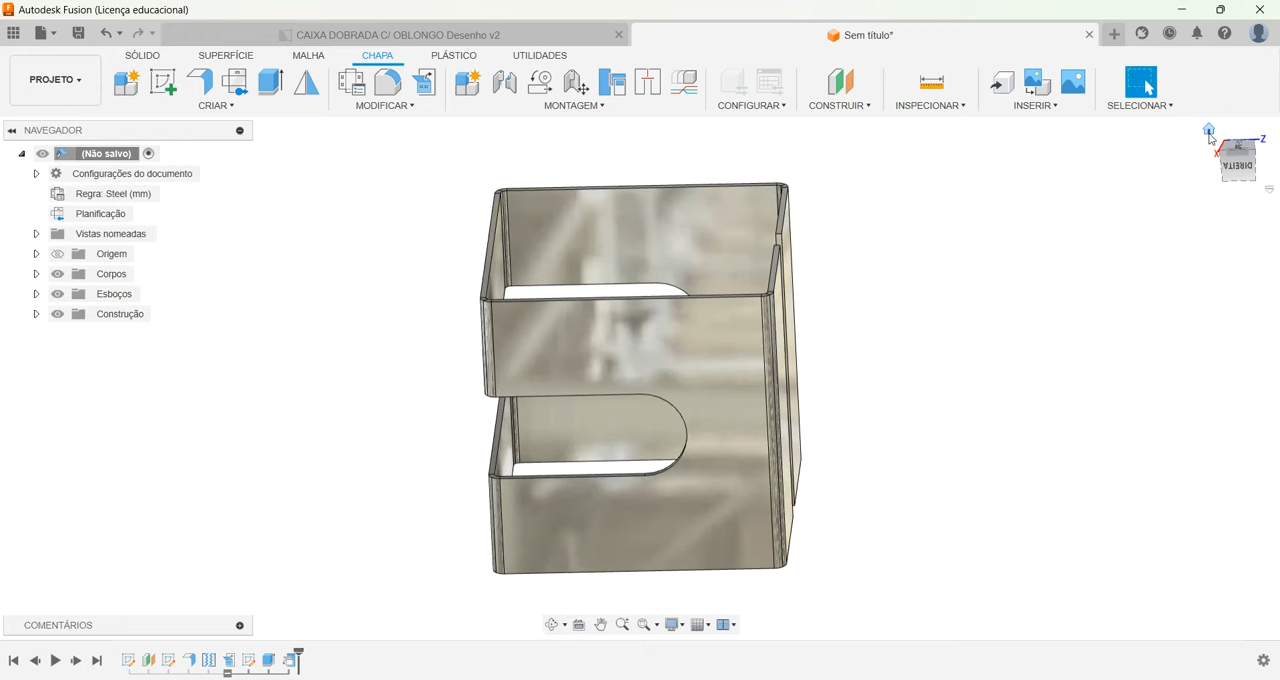 Autodesk Fusion (Licença educacional)
CAIXA DOBRADA C/ OBLONGO Desenho v2
Sem título*
PROJETO
SÓLIDO
SUPERFÍCIE
MALHA
CHAPA
PLÁSTICO
UTILIDADES
CRIAR
MODIFICAR
MONTAGEM
CONFIGURAR
CONSTRUIR
INSPECIONAR
INSERIR
SELECIONAR
NAVEGADOR
(Não salvo)
Configurações do documento
Regra: Steel (mm)
Planificação
Vistas nomeadas
Origem
Corpos
Esboços
Construção
X
Z
DIREITA
COMENTÁRIOS